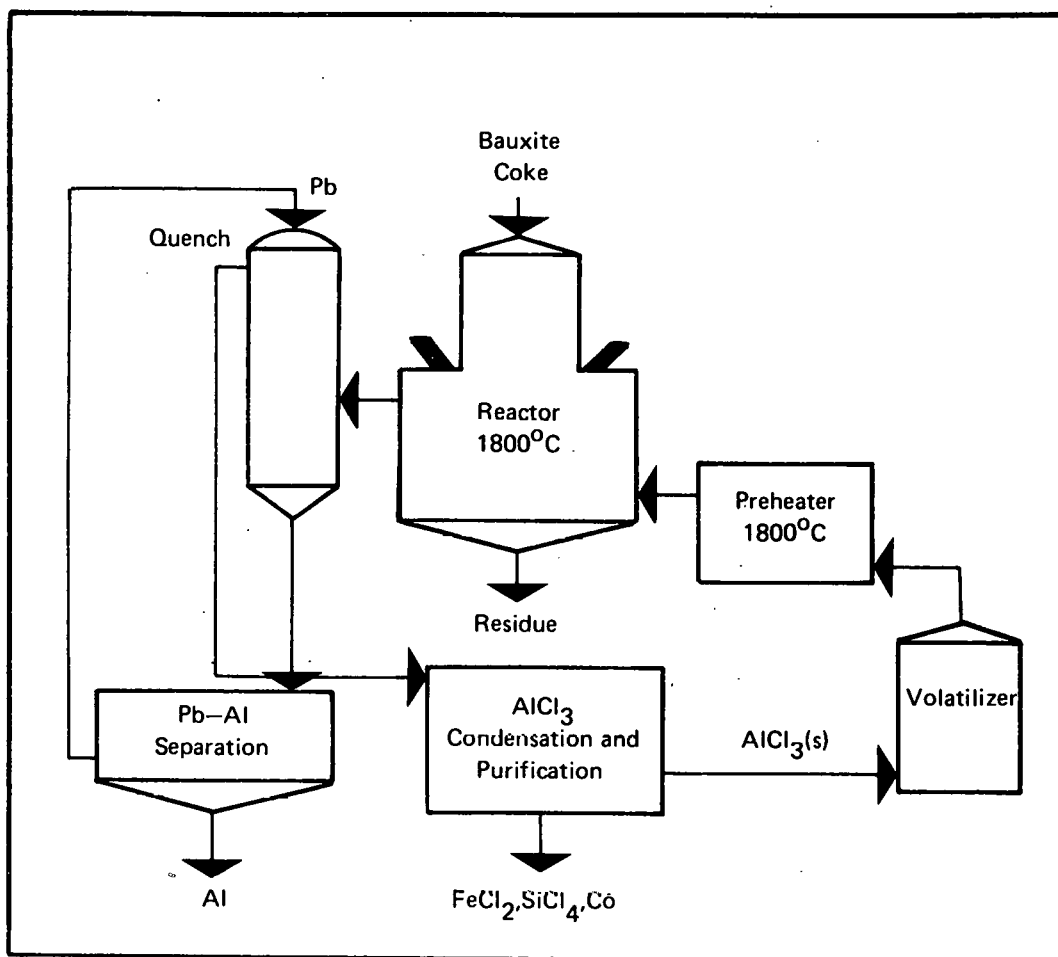 Bauxite
Coke
Pb
Quench
Reactor
1800°C
Preheater
1800°C
Residue
Volatilizer
Pb–Al
Separation
AlCl3
Condensation and
Purification
AlCl3(s)
Al
FeCl2,SiCl4,Co